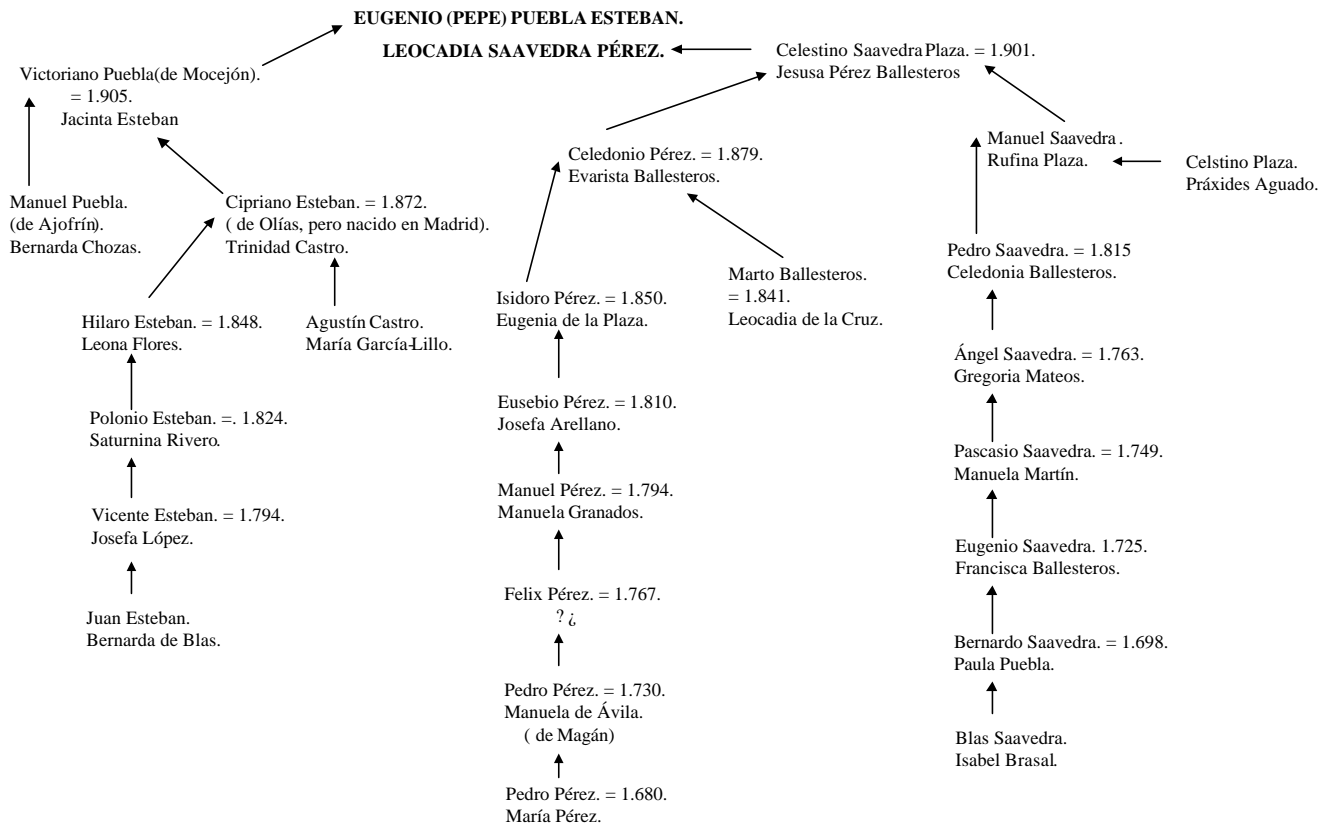 EUGENIO (PEPE) PUEBLA ESTEBAN.
LEOCADIA SAAVEDRA PÉREZ.
Celestino Saavedra Plaza. = 1.901.
Jesusa Pérez Ballesteros
Victoriano Puebla(de Mocejón).
= 1.905.
Jacinta Esteban
Manuel Saavedra.
Rufina Plaza.
Celstino Plaza.
Práxides Aguado.
Celedonio Pérez. = 1.879.
Evarista Ballesteros.
Manuel Puebla.
(de Ajofrín).
Bernarda Chozas.
Cipriano Esteban. = 1.872.
( de Olías, pero nacido en Madrid).
Trinidad Castro.
Pedro Saavedra. = 1.815
Celedonia Ballesteros.
Marto Ballesteros.
= 1.841.
Leocadia de la Cruz.
Isidoro Pérez. = 1.850.
Eugenia de la Plaza.
Hilaro Esteban. = 1.848.
Leona Flores.
Agustín Castro.
María García-Lillo.
Ángel Saavedra. = 1.763.
Gregoria Mateos.
Eusebio Pérez. = 1.810.
Josefa Arellano.
Polonio Esteban. =. 1.824.
Saturnina Rivero.
Pascasio Saavedra. = 1.749.
Manuela Martín.
Manuel Pérez. = 1.794.
Manuela Granados.
Vicente Esteban. = 1.794.
Josefa López.
Eugenio Saavedra. 1.725.
Francisca Ballesteros.
Felix Pérez. = 1.767.
? ¿
Juan Esteban.
Bernarda de Blas.
Bernardo Saavedra. = 1.698.
Paula Puebla.
Pedro Pérez. = 1.730.
Manuela de Ávila.
( de Magán)
Blas Saavedra.
Isabel Brasal.
Pedro Pérez. = 1.680.
María Pérez.